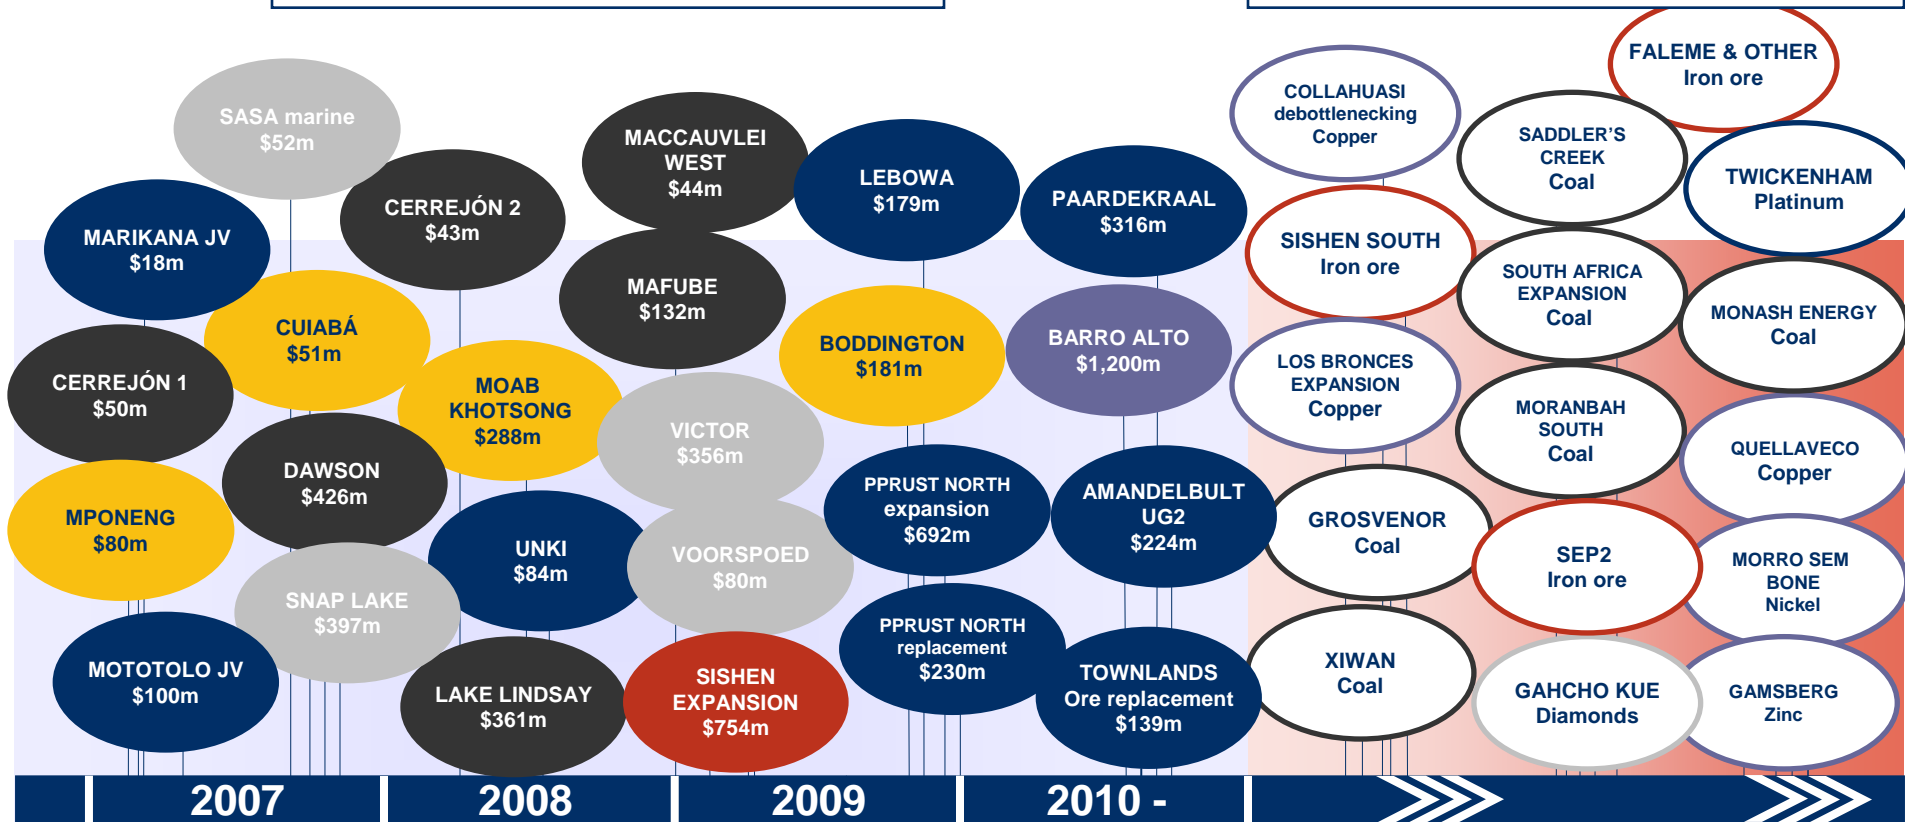 SASA marine
$52m
MARIKANA JV
$18m
CUIABÁ
$51m
CERREJÓN 1
$50m
DAWSON
$426m
MPONENG
$80m
SNAP LAKE
$397m
MOTOTOLO JV
$100m
CERREJÓN 2
$43m
MOAB
KHOTSONG
$288m
UNKI
$84m
LAKE LINDSAY
$361m
MACCAUVLEI
WEST
$44m
MAFUBE
$132m
VICTOR
$356m
VOORSPOED
$80m
SISHEN
EXPANSION
$754m
LEBOWA
$179m
BODDINGTON
$181m
PPRUST NORTH
expansion
$692m
PPRUST NORTH
replacement
$230m
PAARDEKRAAL
$316m
BARRO ALTO
$1,200m
AMANDELBULT
UG2
$224m
TOWNLANDS
Ore replacement
$139m
COLLAHUASI
debottlenecking
Copper
SISHEN SOUTH
Iron ore
LOS BRONCES
EXPANSION
Copper
GROSVENOR
Coal
XIWAN
Coal
SADDLER'S
CREEK
Coal
SOUTH AFRICA
EXPANSION
Coal
MORANBAH
SOUTH
Coal
SEP2
Iron ore
GAHCHO KUE
Diamonds
FALEME & OTHER
Iron ore
TWICKENHAM
Platinum
MONASH ENERGY
Coal
QUELLAVECO
Copper
MORRO SEM
BONE
Nickel
GAMSBERG
Zinc
2007
2008
2009
2010 -